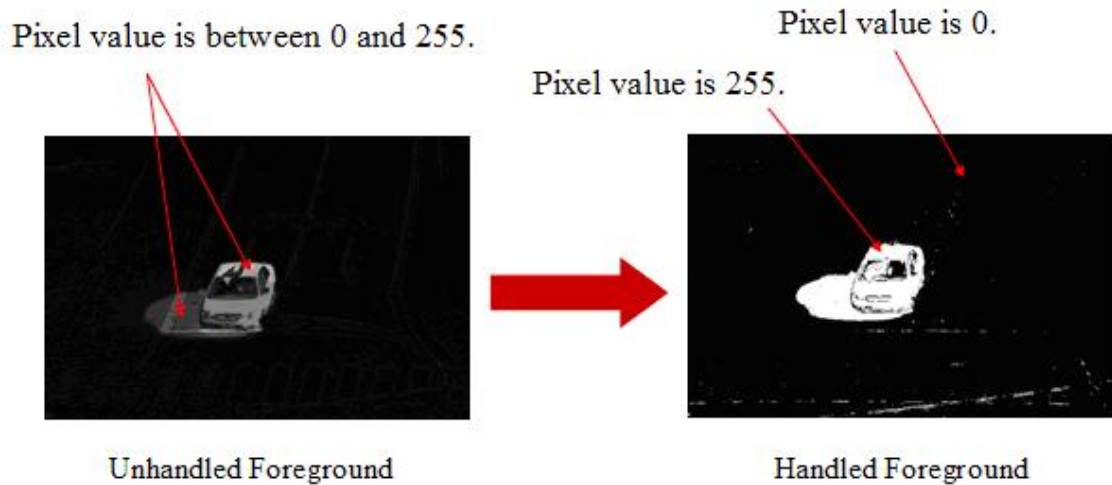 Pixel value is between 0 and 255.
Pixel value is 0.
Pixel value is 255.
Unhandled Foreground
Handled Foreground